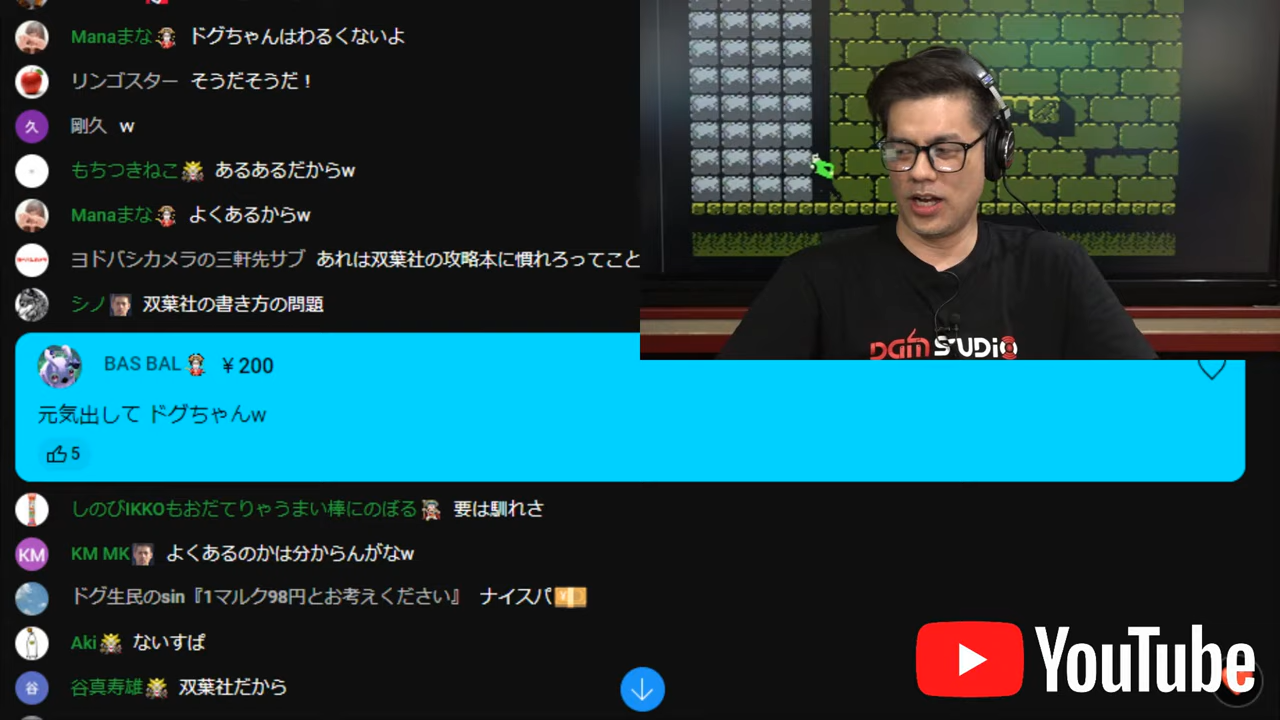 Manaまな ドグちゃんはわるくないよ
リンゴスター そうだそうだ！
久 剛久 w
もちつきねこ あるあるだからw
Manaまな よくあるからw
ヨドバシカメラの三軒先サブ あれは双葉社の攻略本に慣れろってこと
シノ 双葉社の書き方の問題
BAS BAL ￥200
元気出して ドグちゃんw
5
しのびIKKOもおだてりゃうまい棒にのぼる 要は馴れさ
KM KM MK よくあるのかは分からんがなw
ドグ生民のsin『1マルク98円とお考えください』 ナイスパ
Aki ないすぱ
谷 谷真寿雄 双葉社だから
DGM STUDIO
YouTube